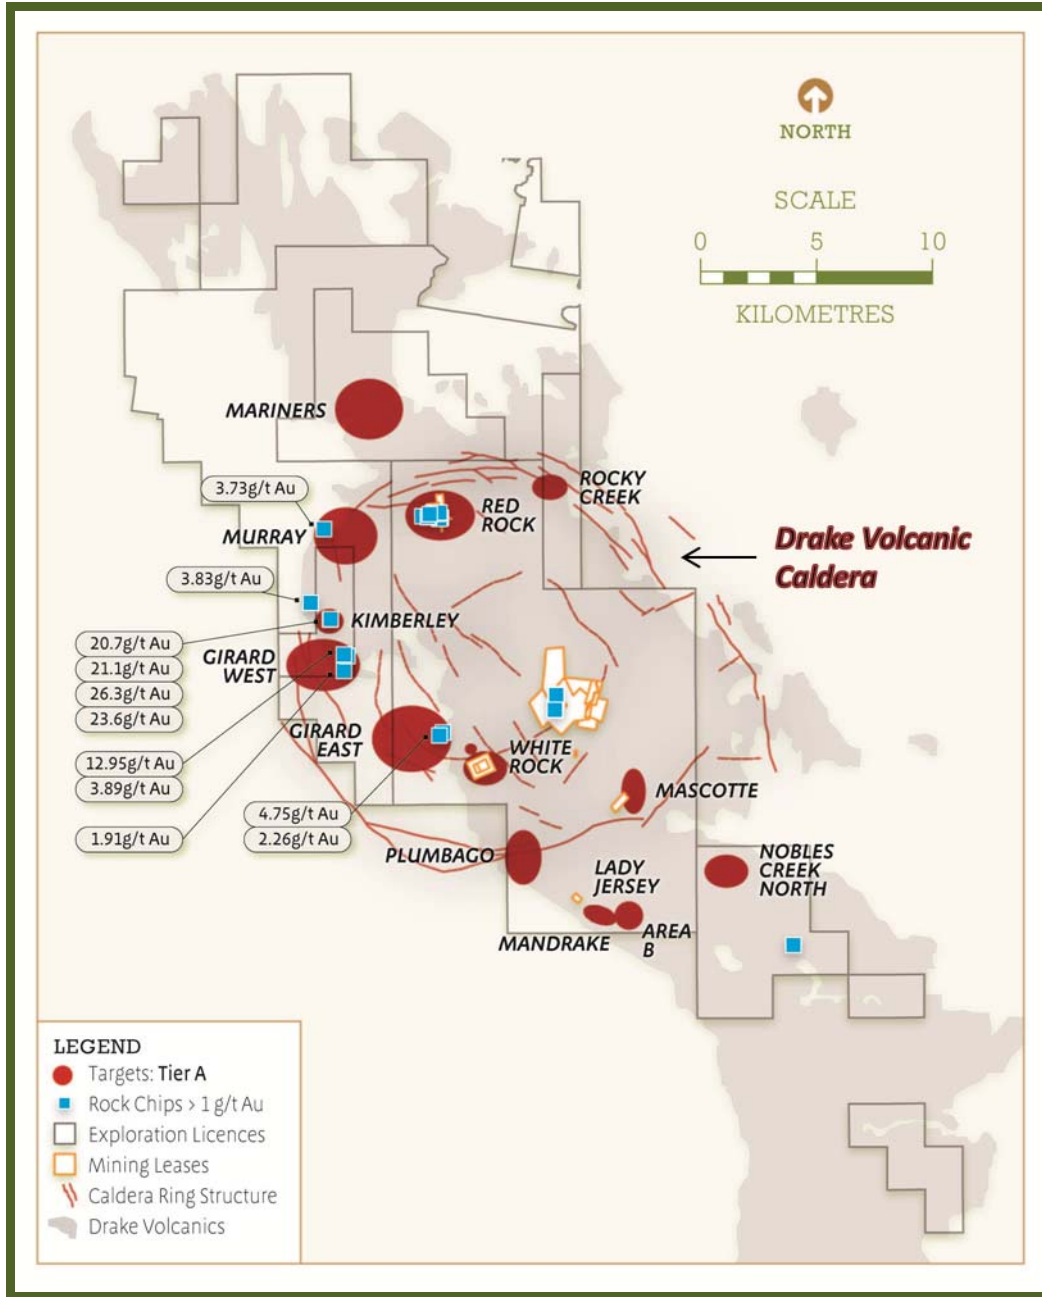 NORTH
SCALE
0 5 10
KILOMETRES
MARINERS
ROCKY
CREEK
3.73g/t Au
RED
ROCK
MURRAY
Drake Volcanic
Caldera
3.83g/t Au
KIMBERLEY
20.7g/t Au
21.1g/t Au
26.3g/t Au
23.6g/t Au
GIRARD
WEST
GIRARD
EAST
12.95g/t Au
3.89g/t Au
WHITE
ROCK
MASCOTTE
1.91g/t Au
4.75g/t Au
2.26g/t Au
PLUMBAGO
LADY
JERSEY
NOBLES
CREEK
NORTH
MANDRAKE
AREA
B
LEGEND
Targets: Tier A
Rock Chips > 1 g/t Au
Exploration Licences
Mining Leases
Caldera Ring Structure
Drake Volcanics